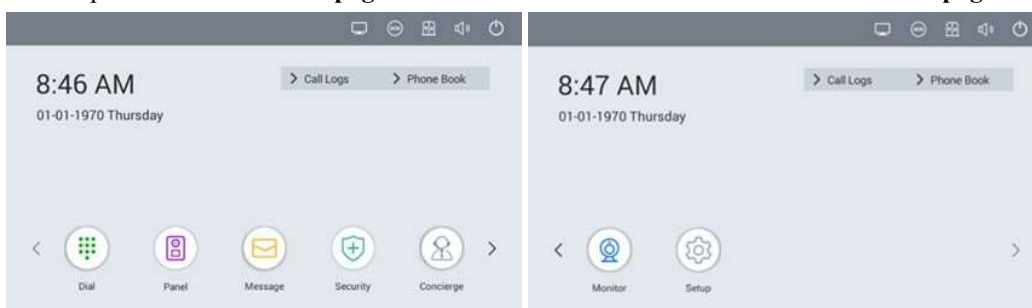 8:46 AM
Call Logs
Phone Book
01-01-1970 Thursday
Dial
Panel
Message
Security
Concierge
8:47 AM
Call Logs
Phone Book
01-01-1970 Thursday
Monitor
Setup